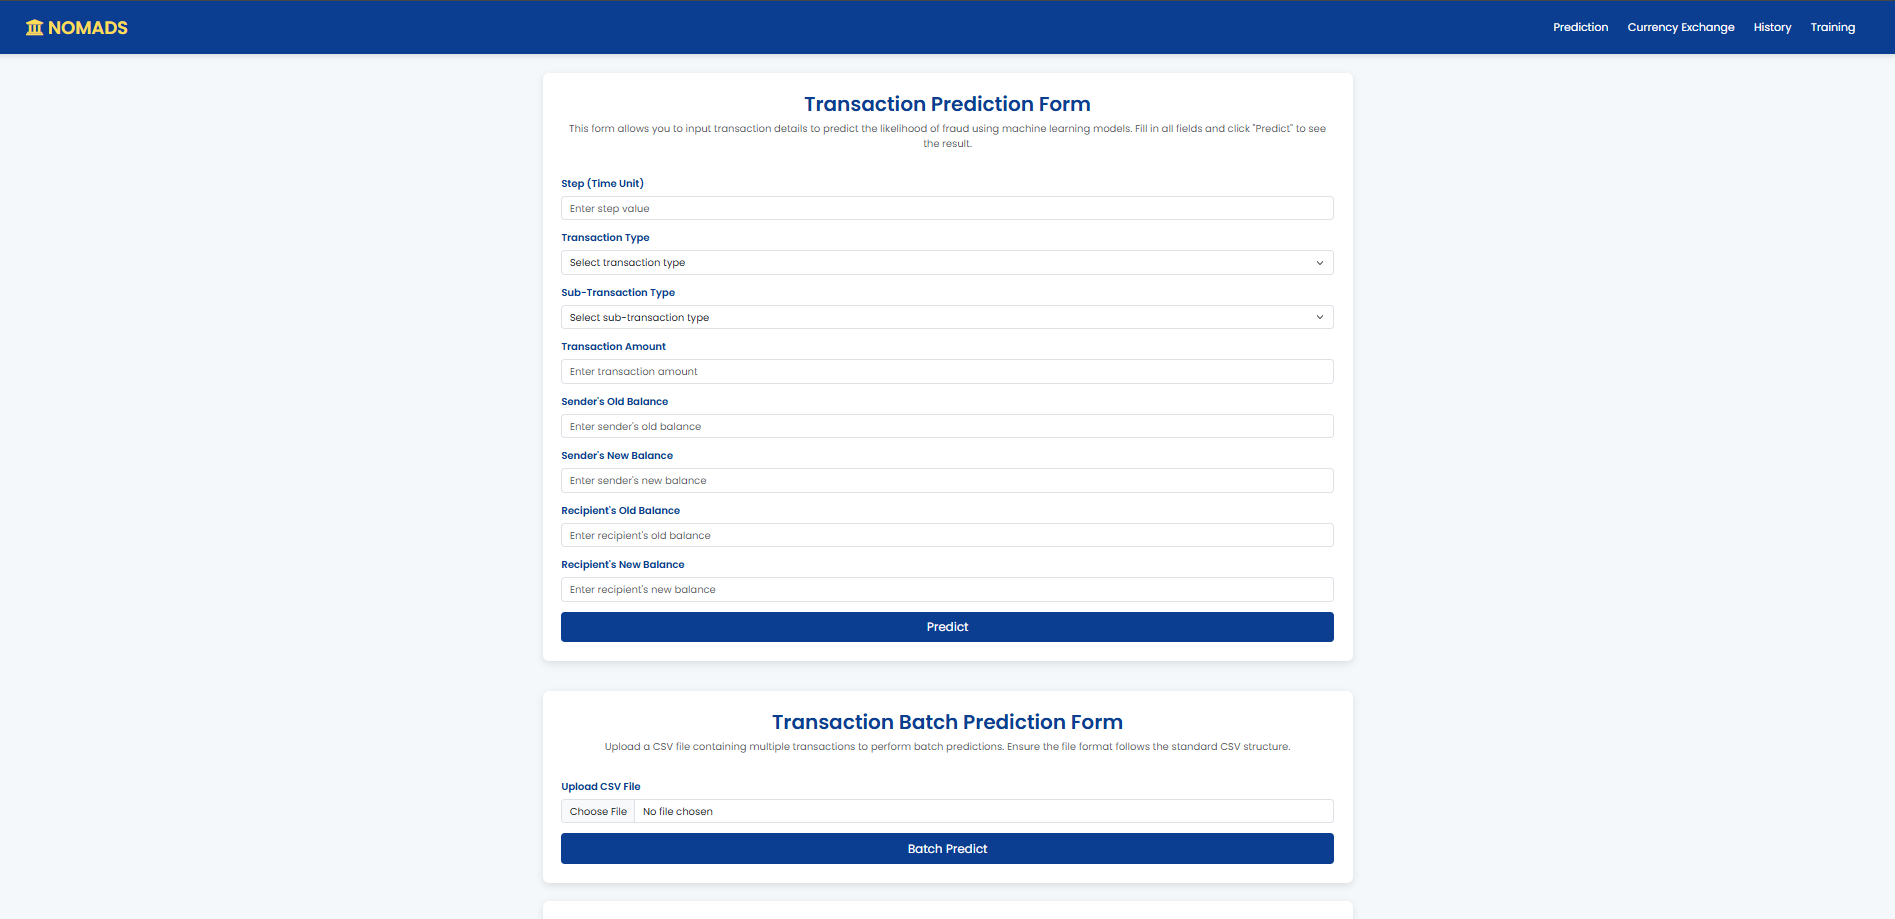 NOMADS
Prediction Currency Exchange History Training
Transaction Prediction Form
This form allows you to input transaction details to predict the likelihood of fraud using machine learning models. Fill in all fields and click "Predict" to see
the result.
Step (Time Unit)
Enter step value
Transaction Type
Select transaction type
Sub-Transaction Type
Select sub-transaction type
Transaction Amount
Enter transaction amount
Sender's Old Balance
Enter sender's old balance
Sender's New Balance
Enter sender's new balance
Recipient's Old Balance
Enter recipient's old balance
Recipient's New Balance
Enter recipient's new balance
Predict
Transaction Batch Prediction Form
Upload a CSV file containing multiple transactions to perform batch predictions. Ensure the file format follows the standard CSV structure.
Upload CSV File
Choose File No file chosen
Batch Predict